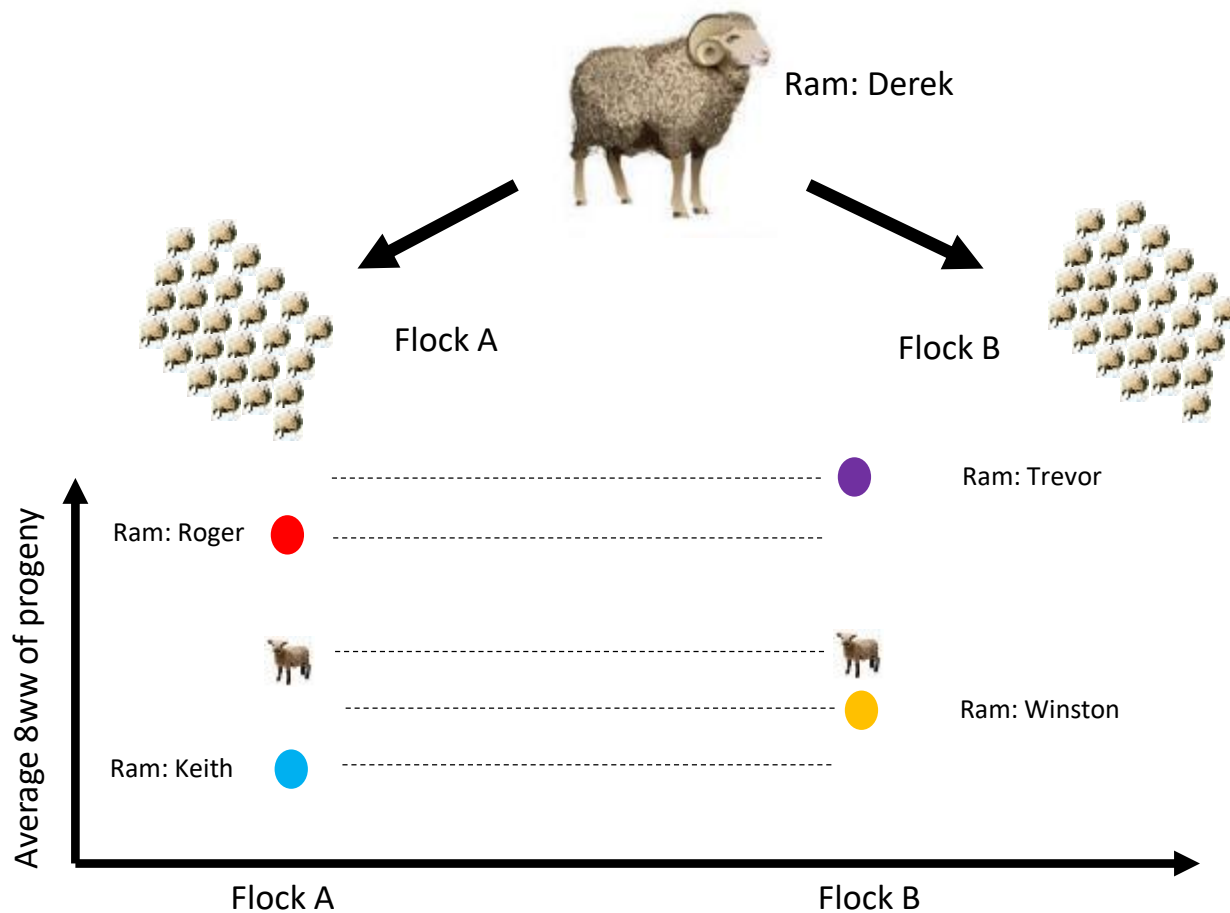 Ram: Derek
Flock A
Flock B
Ram: Trevor
Ram: Roger
Ram: Winston
Ram: Keith
Average 8ww of progeny
Flock A
Flock B